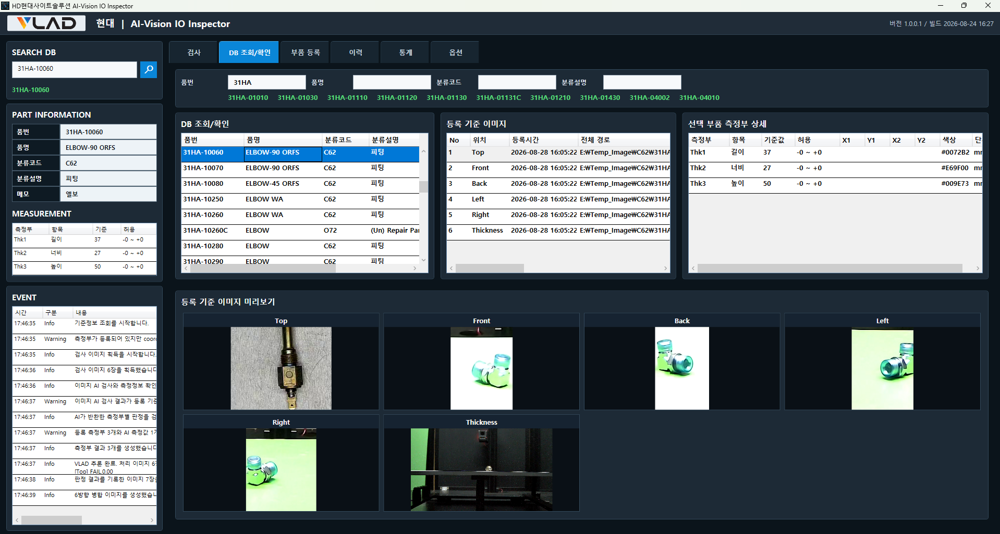 HD현대사이트솔루션 AI-Vision IO Inspector
VLAD 현대 | AI-Vision IO Inspector
버전 1.0.0.1 / 빌드 2026-08-24 16:27
SEARCH DB
31HA-10060
31HA-10060
PART INFORMATION
품번 31HA-10060
품명 ELBOW-90 ORFS
분류코드 C62
분류설명 피팅
메모 엘보
MEASUREMENT
측정부 항목 기준 허용
Thk1 길이 37 -0 ~ +0
Thk2 너비 27 -0 ~ +0
Thk3 높이 50 -0 ~ +0
EVENT
시간 구분 내용
17:46:35 Info 기준정보 조회를 시작합니다.
17:46:35 Warning 측정부가 등록되어 있지만 coor
17:46:35 Info 검사 이미지 획득을 시작합니다.
17:46:36 Info 검사 이미지 6장을 획득했습니다
17:46:36 Info 이미지 AI 검사와 측정정보 확인
17:46:37 Warning 이미지 AI 검사 결과가 등록 기준
17:46:37 Info AI가 반환한 측정부별 판정을 검
17:46:37 Warning 등록 측정부 3개와 AI 측정값 1개
17:46:37 Info 측정부 결과 3개를 생성했습니다
17:46:37 Info VLAD 추론 완료. 처리 이미지 6장
[Top] FAIL,0.00
17:46:38 Info 판정 결과를 기록한 이미지 7장을
17:46:39 Info 6방향 병합 이미지를 생성했습니
검사 DB 조회/확인 부품 등록 이력 통계 옵션
품번 31HA 품명 분류코드 분류설명
31HA-01010 31HA-01030 31HA-01110 31HA-01120 31HA-01130 31HA-01131C 31HA-01210 31HA-01430 31HA-04002 31HA-04010
DB 조회/확인
품번 품명 분류코드 분류설명
31HA-10060 ELBOW-90 ORFS C62 피팅
31HA-10070 ELBOW-90 ORFS C62 피팅
31HA-10080 ELBOW-45 ORFS C62 피팅
31HA-10250 ELBOW WA C62 피팅
31HA-10260 ELBOW WA C62 피팅
31HA-10260C ELBOW O72 (Un) Repair Par
31HA-10280 ELBOW C62 피팅
31HA-10290 ELBOW C62 피팅
등록 기준 이미지
No 위치 등록시간 전체 경로
1 Top 2026-08-28 16:05:22 E:₩Temp_Image₩C62₩31HA
2 Front 2026-08-28 16:05:22 E:₩Temp_Image₩C62₩31HA
3 Back 2026-08-28 16:05:22 E:₩Temp_Image₩C62₩31HA
4 Left 2026-08-28 16:05:22 E:₩Temp_Image₩C62₩31HA
5 Right 2026-08-28 16:05:22 E:₩Temp_Image₩C62₩31HA
6 Thickness 2026-08-28 16:05:22 E:₩Temp_Image₩C62₩31HA
선택 부품 측정부 상세
측정부 항목 기준값 허용 X1 Y1 X2 Y2 색상 단
Thk1 길이 37 -0 ~ +0 #0072B2 mr
Thk2 너비 27 -0 ~ +0 #E69F00 mr
Thk3 높이 50 -0 ~ +0 #009E73 mr
등록 기준 이미지 미리보기
Top Front Back Left
Right Thickness